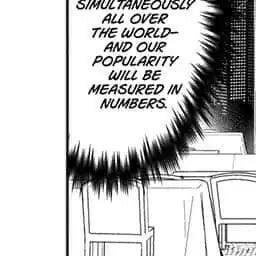 SIMULTANEOUSLY
ALL OVER
THE WORLD—
AND OUR
POPULARITY
WILL BE
MEASURED IN
NUMBERS.